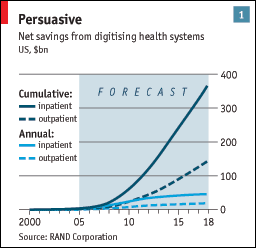 1
Persuasive
Net savings from digitising health systems
US, $bn
FORECAST
Cumulative:
inpatient
outpatient
Annual:
inpatient
outpatient
400
300
200
100
0
2000 05 10 15 18
Source: RAND Corporation